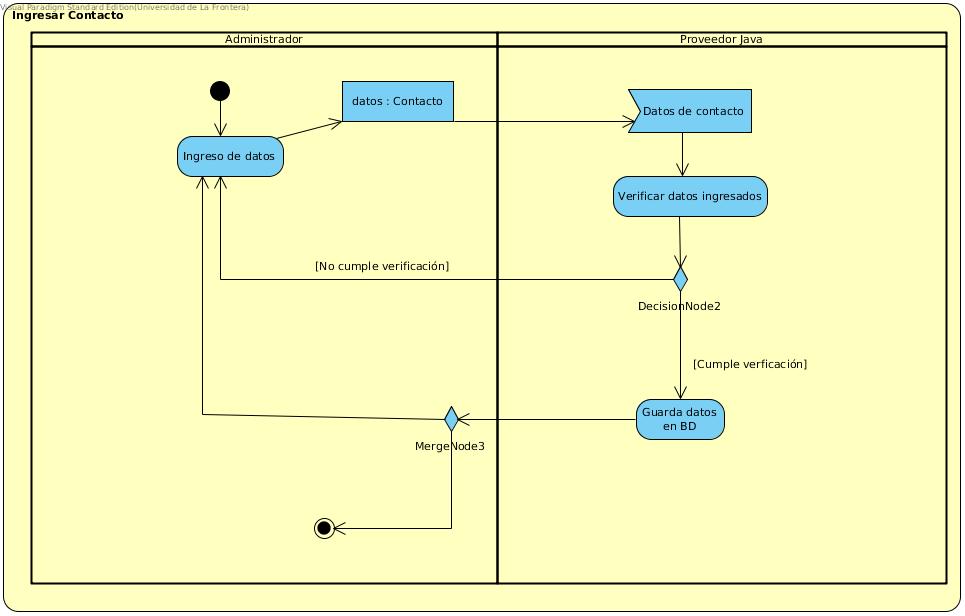 Visual Paradigm Standard Edition(Universidad de La Frontera)
Ingresar Contacto
Administrador
Proveedor Java
datos : Contacto
Datos de contacto
Ingreso de datos
Verificar datos ingresados
[No cumple verificación]
DecisionNode2
[Cumple verficación]
Guarda datos
en BD
MergeNode3